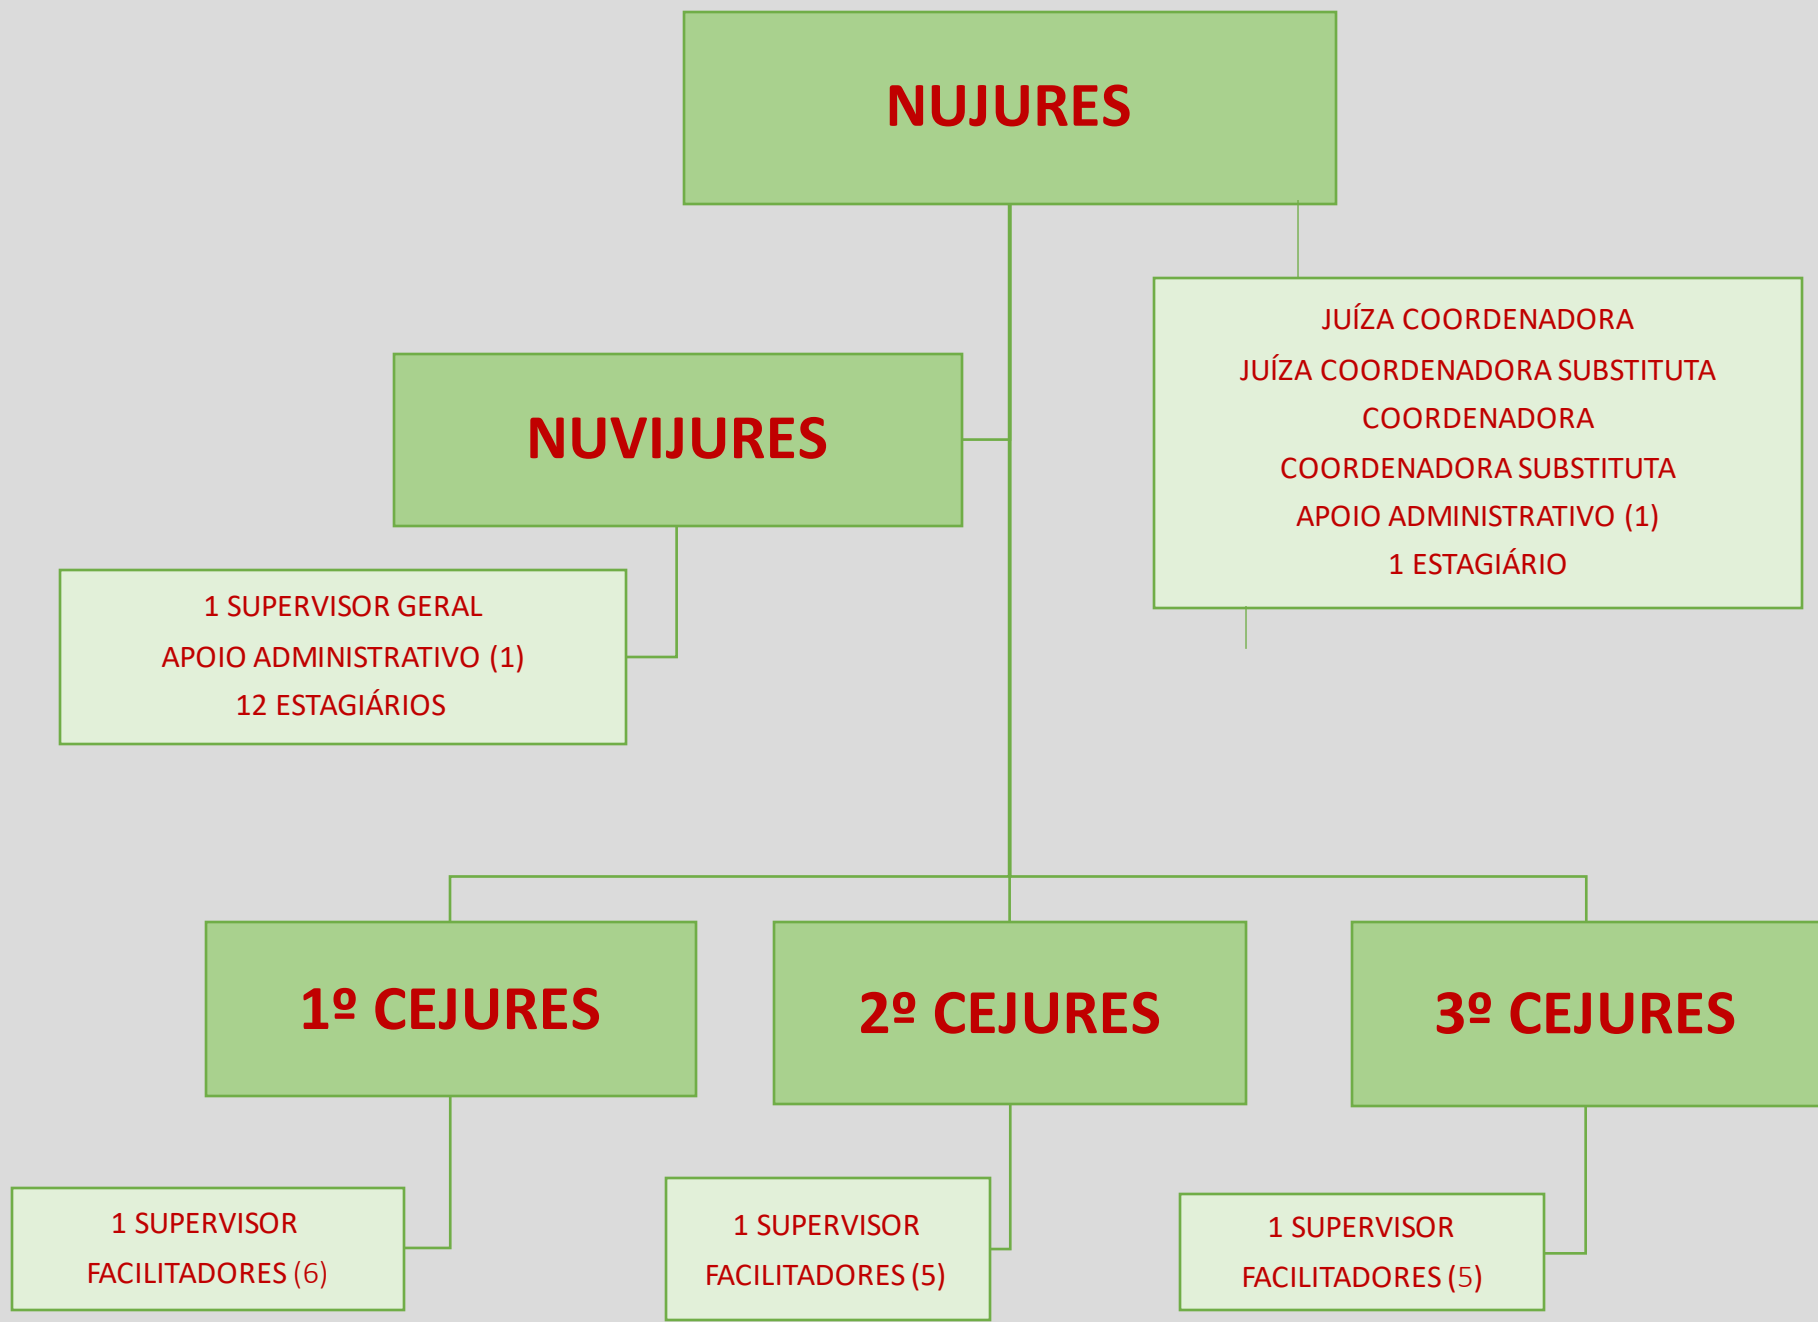 NUJURES
JUÍZA COORDENADORA
JUÍZA COORDENADORA SUBSTITUTA
COORDENADORA
COORDENADORA SUBSTITUTA
APOIO ADMINISTRATIVO (1)
1 ESTAGIÁRIO
NUVIJURES
1 SUPERVISOR GERAL
APOIO ADMINISTRATIVO (1)
12 ESTAGIÁRIOS
1º CEJURES
1 SUPERVISOR
FACILITADORES (6)
2º CEJURES
1 SUPERVISOR
FACILITADORES (5)
3º CEJURES
1 SUPERVISOR
FACILITADORES (5)